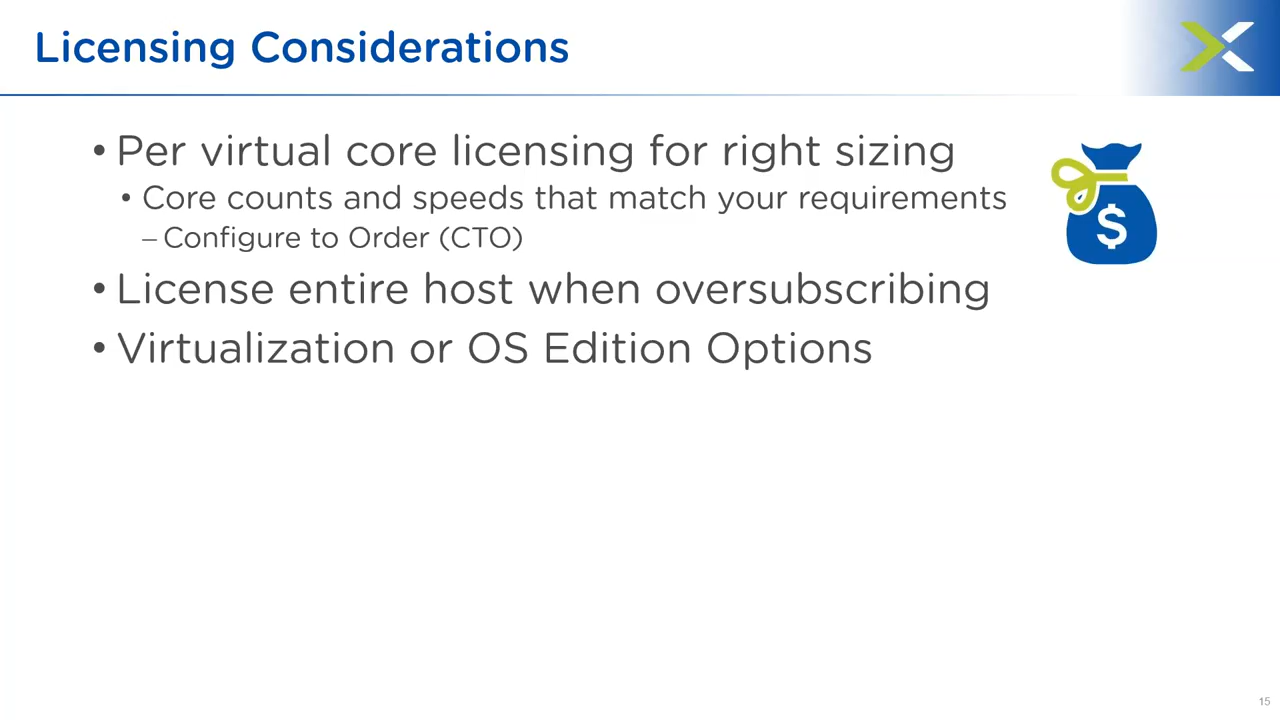 Licensing Considerations
• Per virtual core licensing for right sizing
• Core counts and speeds that match your requirements
– Configure to Order (CTO)
• License entire host when oversubscribing
• Virtualization or OS Edition Options
$
15